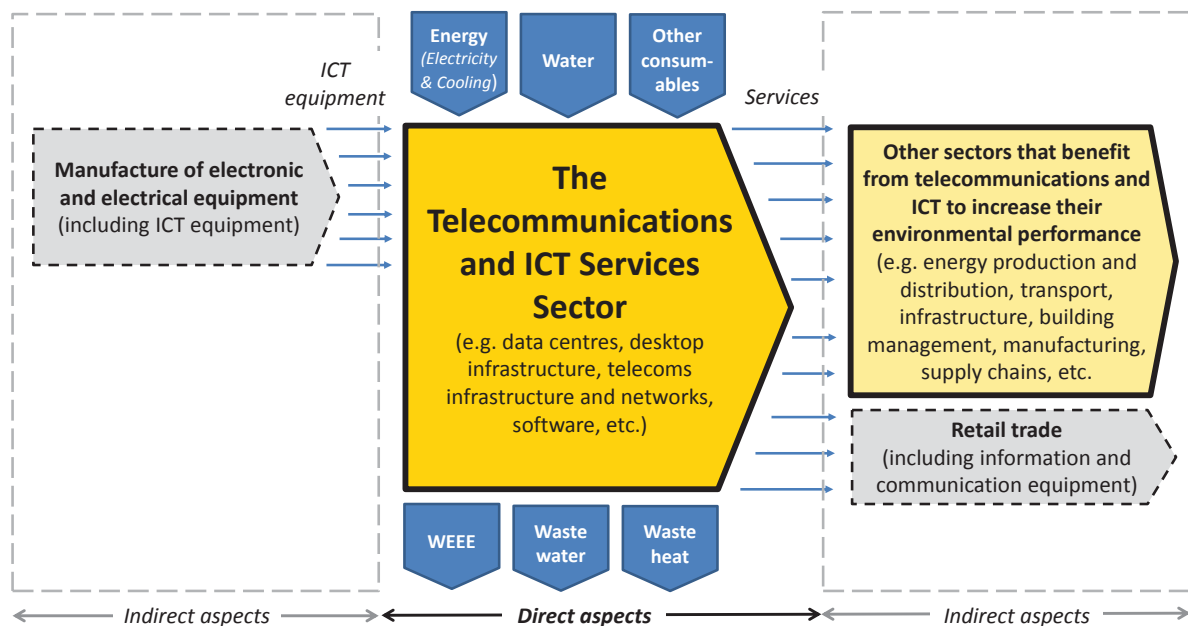 Energy
(Electricity
& Cooling)
Water
Other
consum-
ables
ICT
equipment
Services
Manufacture of electronic
and electrical equipment
(including ICT equipment)
The
Telecommunications
and ICT Services
Sector
(e.g. data centres, desktop
infrastructure, telecoms
infrastructure and networks,
software, etc.)
Other sectors that benefit
from telecommunications and
ICT to increase their
environmental performance
(e.g. energy production and
distribution, transport,
infrastructure, building
management, manufacturing,
supply chains, etc.
Retail trade
(including information and
communication equipment)
WEEE
Waste
water
Waste
heat
Indirect aspects
Direct aspects
Indirect aspects